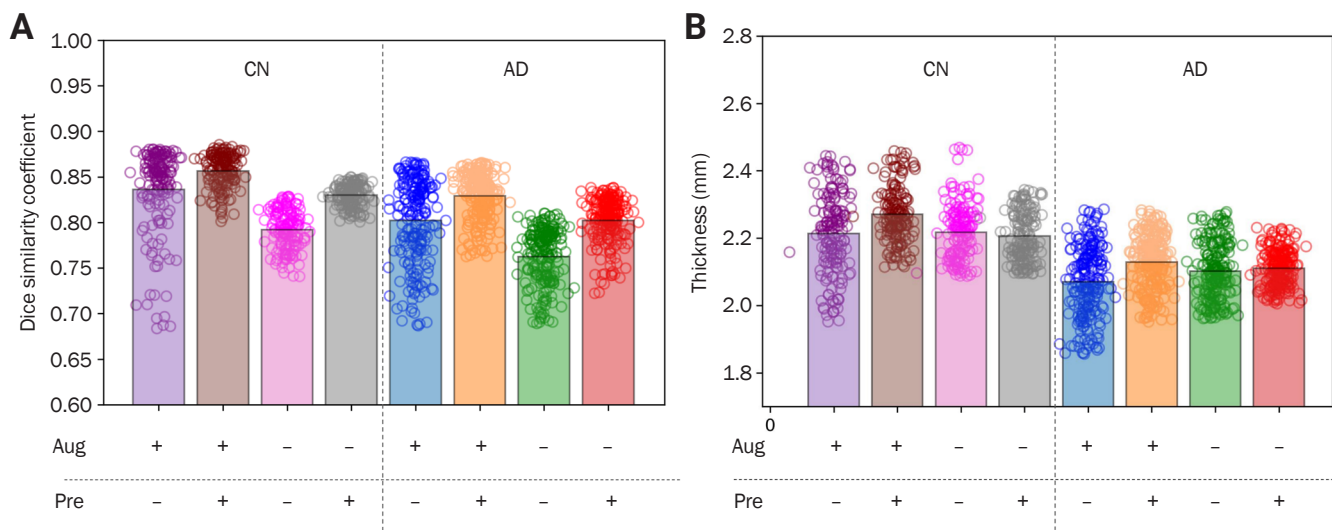 A
Dice similarity coefficient
1.00
0.95
0.90
0.85
0.80
0.75
0.70
0.65
0.60
CN
AD
Aug + + – – + + – –
Pre – + – + – + – +
B
Thickness (mm)
2.8
2.6
2.4
2.2
2.0
1.8
0
CN
AD
Aug + + – – + + – –
Pre – + – + – + – +